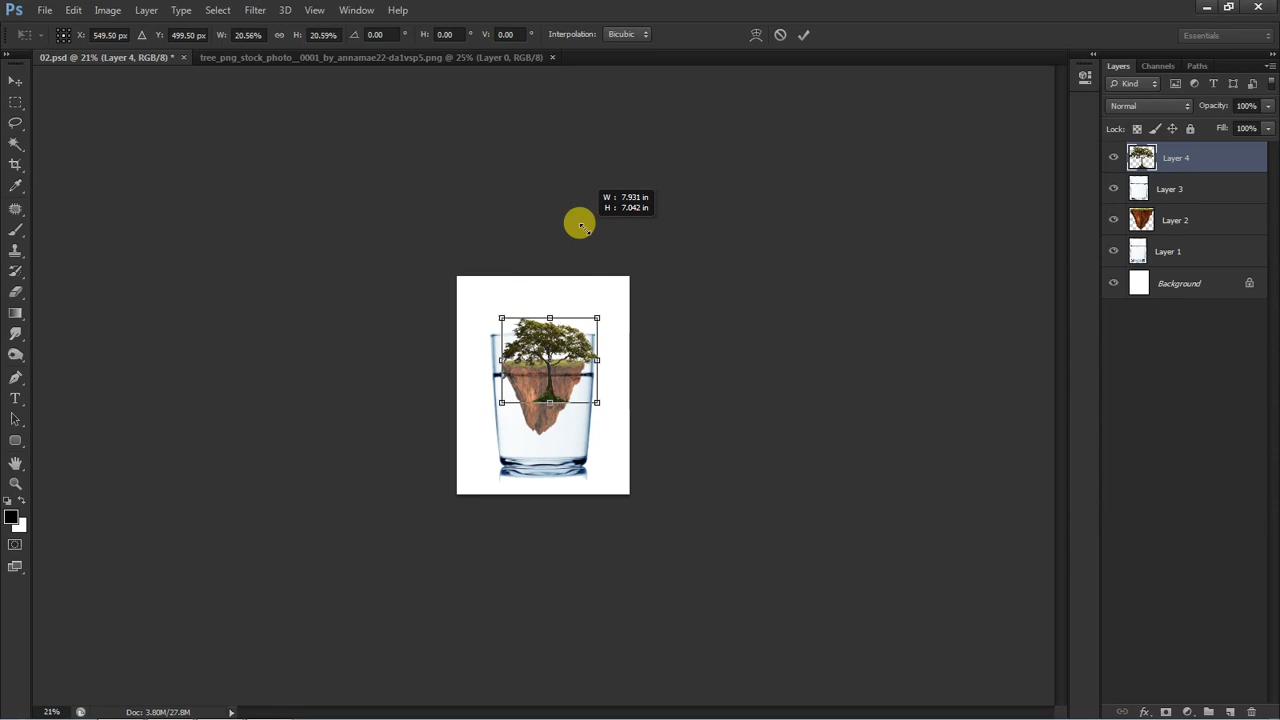 Ps File Edit Image Layer Type Select Filter 3D View Window Help
X: 549.50 px Y: 499.50 px W: 20.56% H: 20.59% 0.00 ° H: 0.00 ° V: 0.00 ° Interpolation: Bicubic Essentials
02.psd @ 21% (Layer 4, RGB/8) * × tree_png_stock_photo__0001_by_annamae22-da1vsp5.png @ 25% (Layer 0, RGB/8) ×
Layers Channels Paths
Kind
Normal Opacity: 100%
Lock: Fill: 100%
Layer 4
Layer 3
Layer 2
Layer 1
Background
W : 7.931 in
H : 7.042 in
21% Doc: 3.80M/27.8M